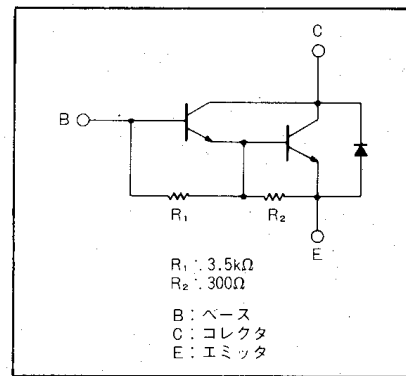 C
B
R₁
R₂
E
R₁ : 3.5kΩ
R₂ : 300Ω
B : ベース
C : コレクタ
E : エミッタ